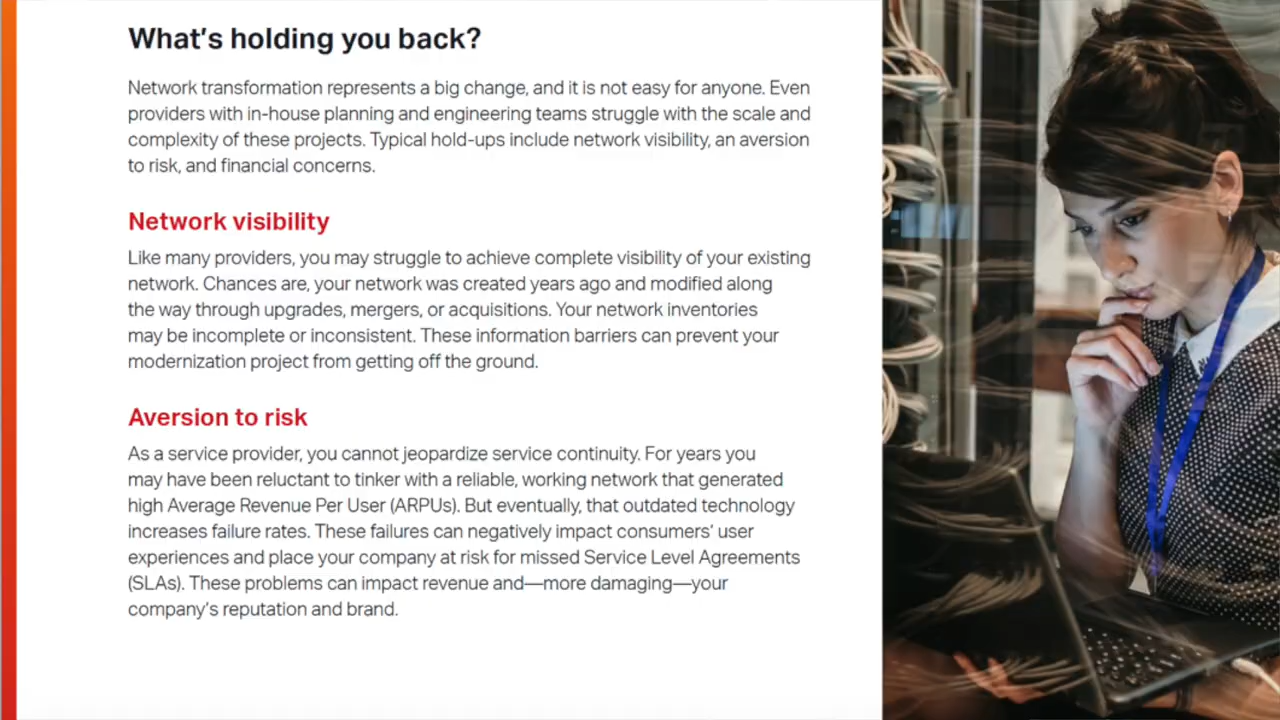 What's holding you back?
Network transformation represents a big change, and it is not easy for anyone. Even
providers with in-house planning and engineering teams struggle with the scale and
complexity of these projects. Typical hold-ups include network visibility, an aversion
to risk, and financial concerns.
Network visibility
Like many providers, you may struggle to achieve complete visibility of your existing
network. Chances are, your network was created years ago and modified along
the way through upgrades, mergers, or acquisitions. Your network inventories
may be incomplete or inconsistent. These information barriers can prevent your
modernization project from getting off the ground.
Aversion to risk
As a service provider, you cannot jeopardize service continuity. For years you
may have been reluctant to tinker with a reliable, working network that generated
high Average Revenue Per User (ARPUs). But eventually, that outdated technology
increases failure rates. These failures can negatively impact consumers' user
experiences and place your company at risk for missed Service Level Agreements
(SLAs). These problems can impact revenue and—more damaging—your
company's reputation and brand.